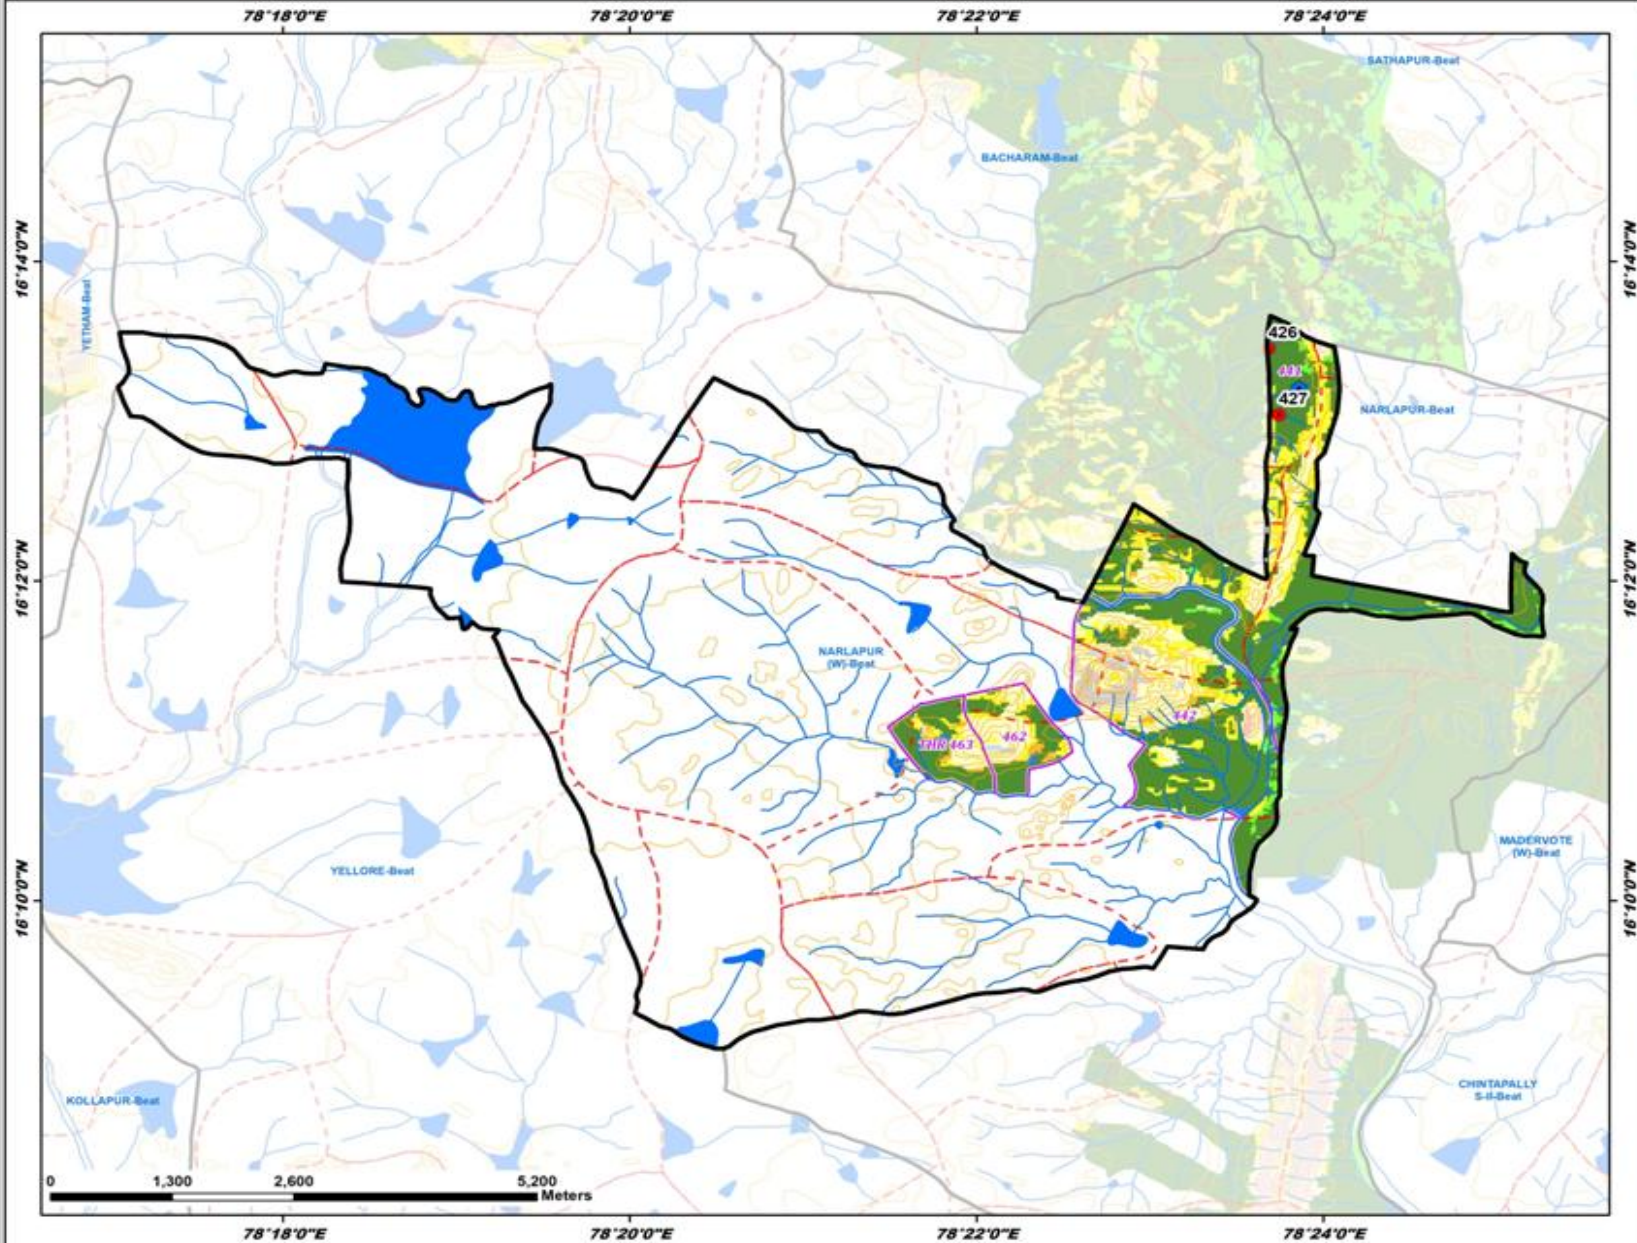 78°18'0"E 78°20'0"E 78°22'0"E 78°24'0"E
SATHAPUR-Beat
BACHARAM-Beat
16°14'0"N 16°14'0"N
YETHAM-Beat
426
441
427
NARLAPUR-Beat
16°12'0"N 16°12'0"N
NARLAPUR
(W)-Beat
442
THR 463 462
MADERVOTE
(W)-Beat
YELLORE-Beat
16°10'0"N 16°10'0"N
CHINTAPALLY
S-II-Beat
KOLLAPUR-Beat
0 1,300 2,600 5,200
Meters
78°18'0"E 78°20'0"E 78°22'0"E 78°24'0"E